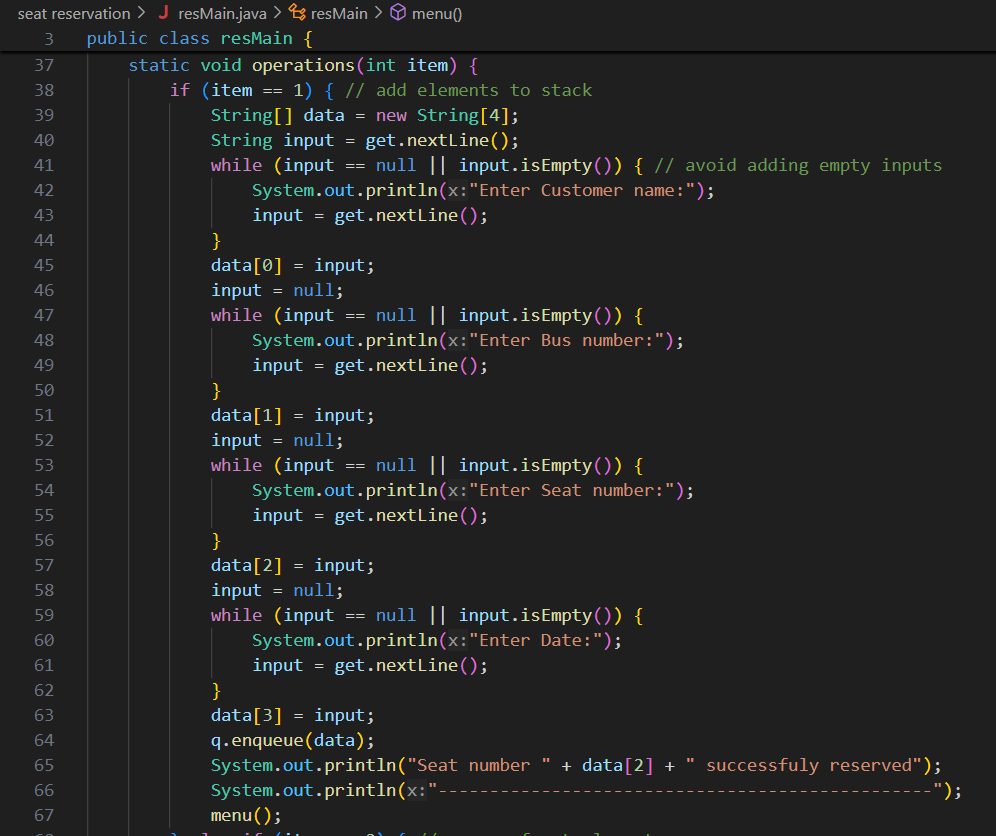 seat reservation > J resMain.java > resMain > menu()
3 public class resMain {
37 static void operations(int item) {
38 if (item == 1) { // add elements to stack
39 String[] data = new String[4];
40 String input = get.nextLine();
41 while (input == null || input.isEmpty()) { // avoid adding empty inputs
42 System.out.println(x:"Enter Customer name:");
43 input = get.nextLine();
44 }
45 data[0] = input;
46 input = null;
47 while (input == null || input.isEmpty()) {
48 System.out.println(x:"Enter Bus number:");
49 input = get.nextLine();
50 }
51 data[1] = input;
52 input = null;
53 while (input == null || input.isEmpty()) {
54 System.out.println(x:"Enter Seat number:");
55 input = get.nextLine();
56 }
57 data[2] = input;
58 input = null;
59 while (input == null || input.isEmpty()) {
60 System.out.println(x:"Enter Date:");
61 input = get.nextLine();
62 }
63 data[3] = input;
64 q.enqueue(data);
65 System.out.println("Seat number " + data[2] + " successfuly reserved");
66 System.out.println(x:"------------------------------------------------");
67 menu();